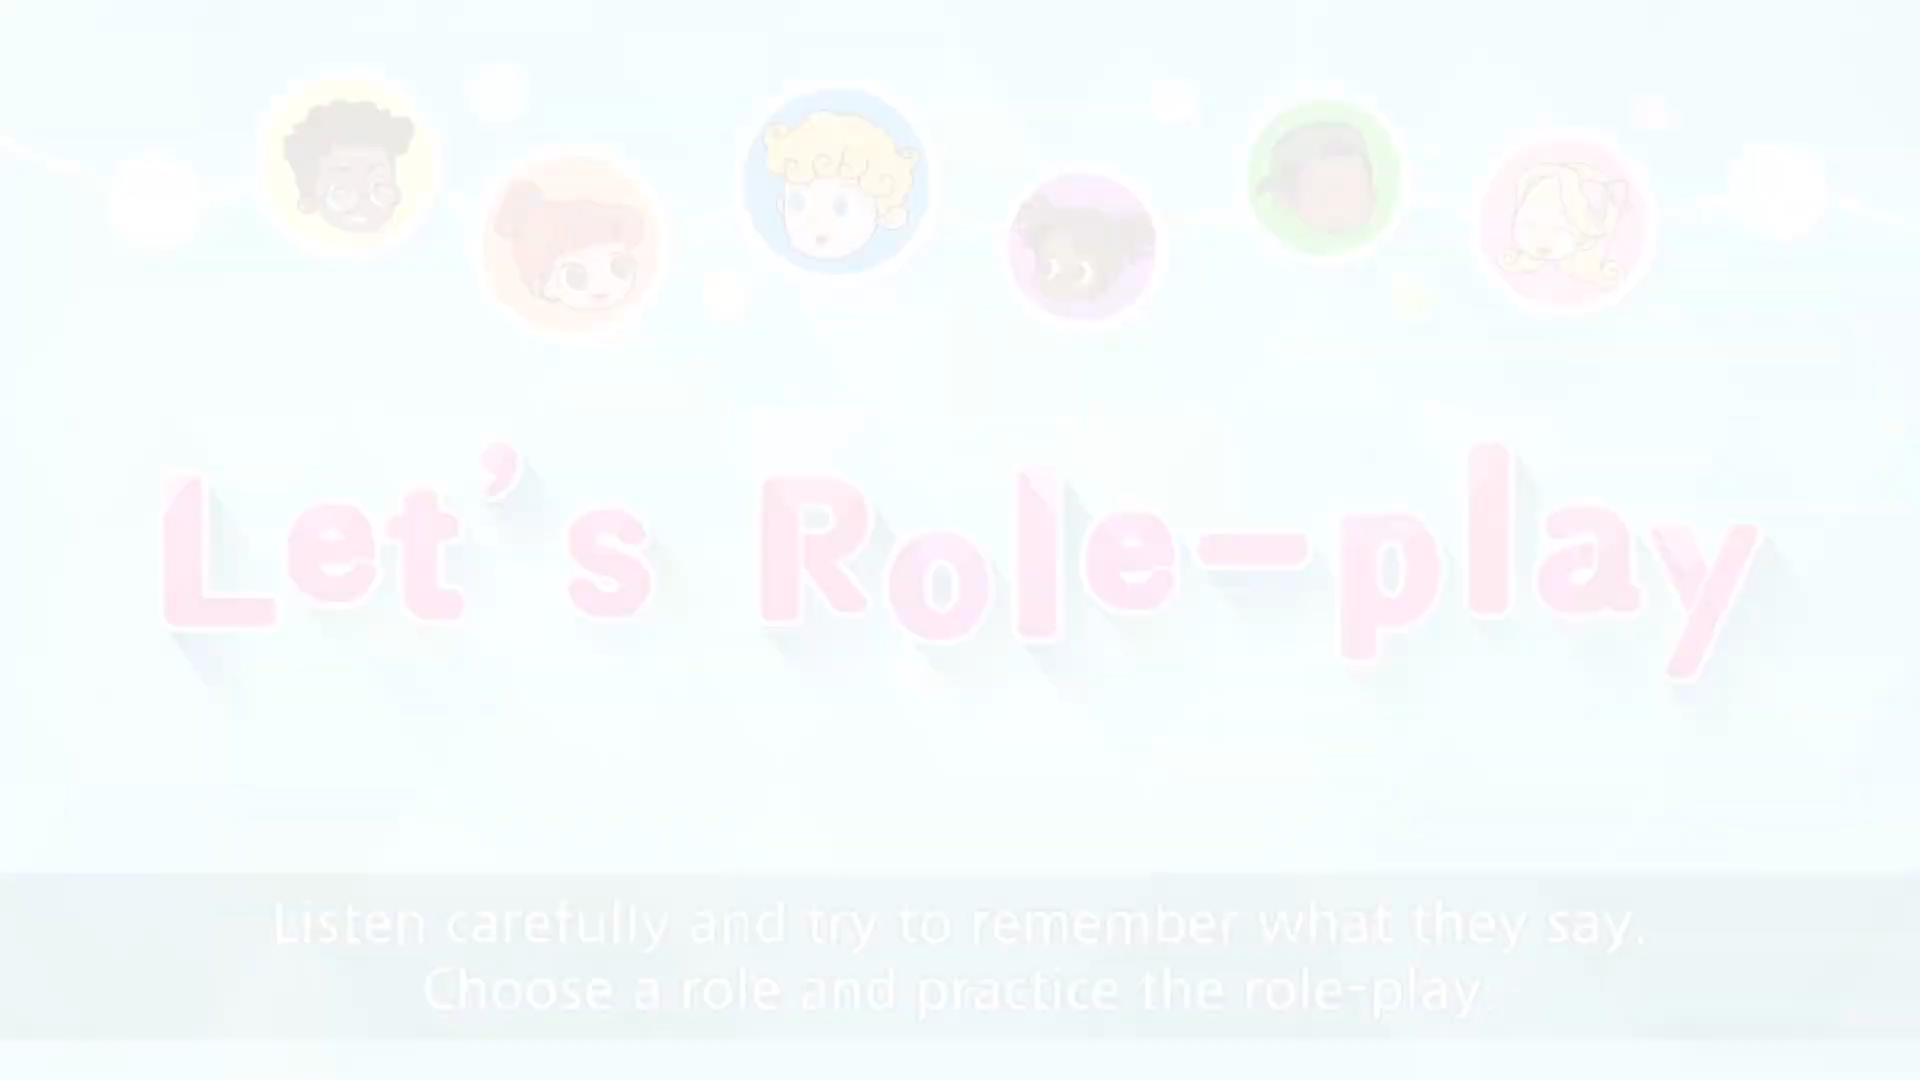 Let's Role-play
Listen carefully and try to remember what they say.
Choose a role and practice the role-play.